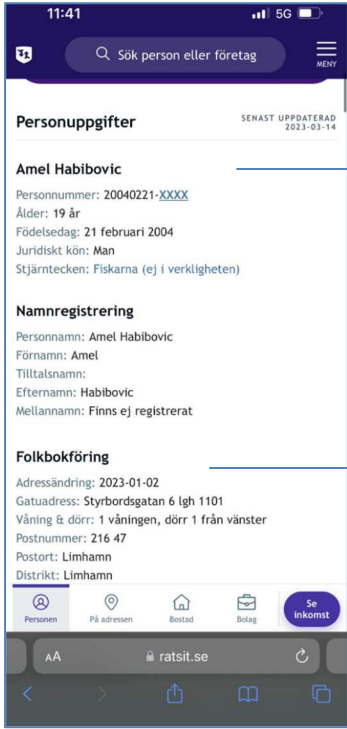 11:41
5G
Sök person eller företag
MENY
Personuppgifter
SENAST UPPDATERAD
2023-03-14
Amel Habibovic
Personnummer: 20040221-XXXX
Ålder: 19 år
Födelsedag: 21 februari 2004
Juridiskt kön: Man
Stjärntecken: Fiskarna (ej i verkligheten)
Namnregistrering
Personnamn: Amel Habibovic
Förnamn: Amel
Tilltalsnamn:
Efternamn: Habibovic
Mellannamn: Finns ej registrerat
Folkbokföring
Adressändring: 2023-01-02
Gatuadress: Styrbordsgatan 6 lgh 1101
Våning & dörr: 1 våningen, dörr 1 från vänster
Postnummer: 216 47
Postort: Limhamn
Distrikt: Limhamn
Personen
På adressen
Bostad
Bolag
Se
inkomst
AA
ratsit.se